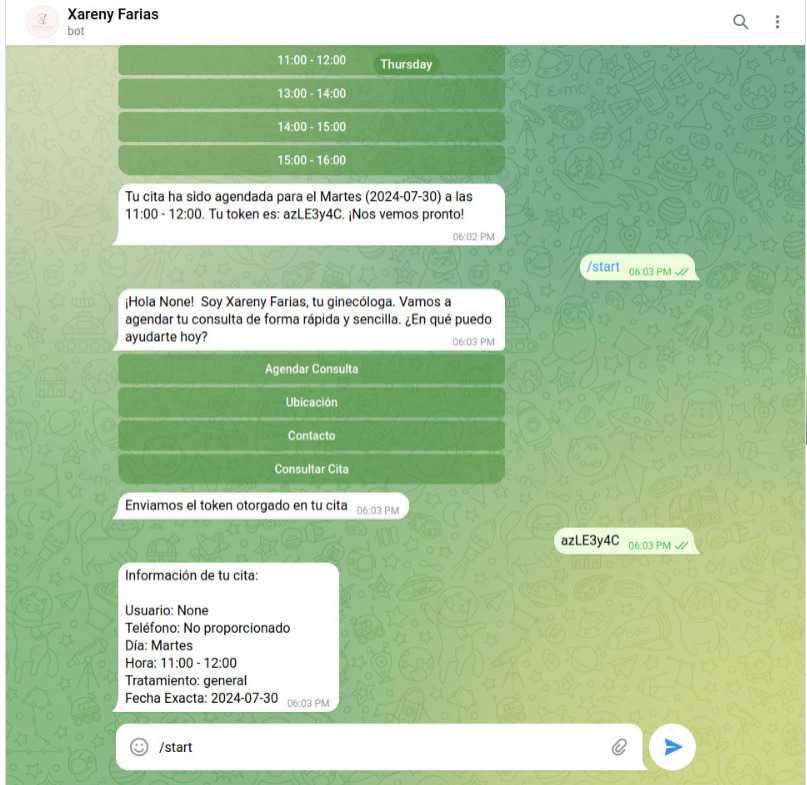 Xareny Farias
bot
11:00 - 12:00
Thursday
13:00 - 14:00
14:00 - 15:00
15:00 - 16:00
Tu cita ha sido agendada para el Martes (2024-07-30) a las
11:00 - 12:00. Tu token es: azLE3y4C. ¡Nos vemos pronto!
06:02 PM
/start 06:03 PM
¡Hola None!  Soy Xareny Farias, tu ginecóloga. Vamos a
agendar tu consulta de forma rápida y sencilla. ¿En qué puedo
ayudarte hoy?
06:03 PM
Agendar Consulta
Ubicación
Contacto
Consultar Cita
Enviamos el token otorgado en tu cita 06:03 PM
azLE3y4C 06:03 PM
Información de tu cita:
Usuario: None
Teléfono: No proporcionado
Día: Martes
Hora: 11:00 - 12:00
Tratamiento: general
Fecha Exacta: 2024-07-30 06:03 PM
/start